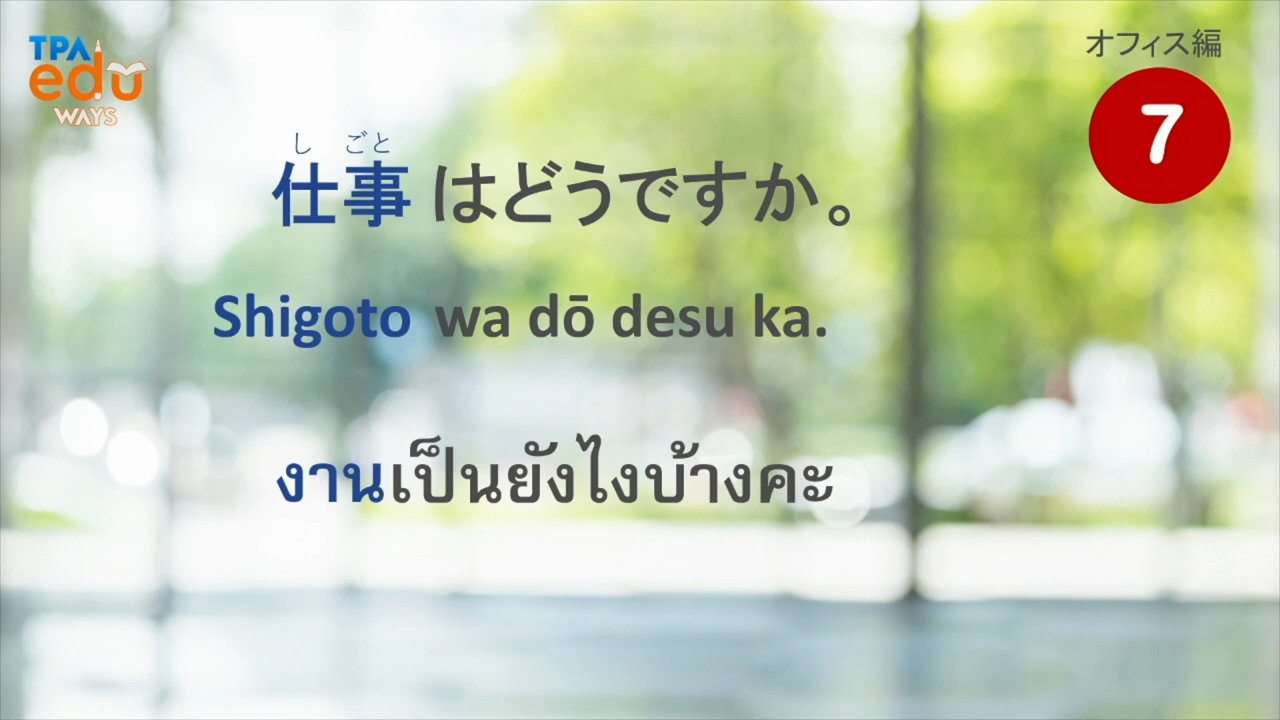 TPA
edu
WAYS
オフィス編
7
し ごと
仕事 はどうですか。
Shigoto wa dō desu ka.
งานเป็นยังไงบ้างคะ